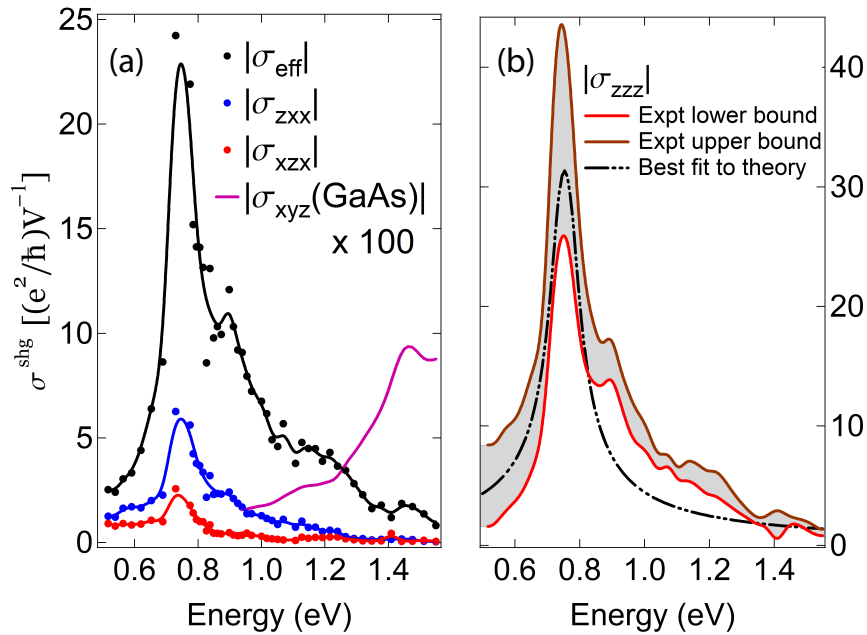 (a)
|σeff|
|σzxx|
|σxzx|
|σxyz(GaAs)|
x 100
σ^shg [(e²/ħ)V⁻¹]
25
20
15
10
5
0
0.6 0.8 1.0 1.2 1.4
Energy (eV)
(b)
|σzzz|
Expt lower bound
Expt upper bound
Best fit to theory
40
30
20
10
0
0.6 0.8 1.0 1.2 1.4
Energy (eV)